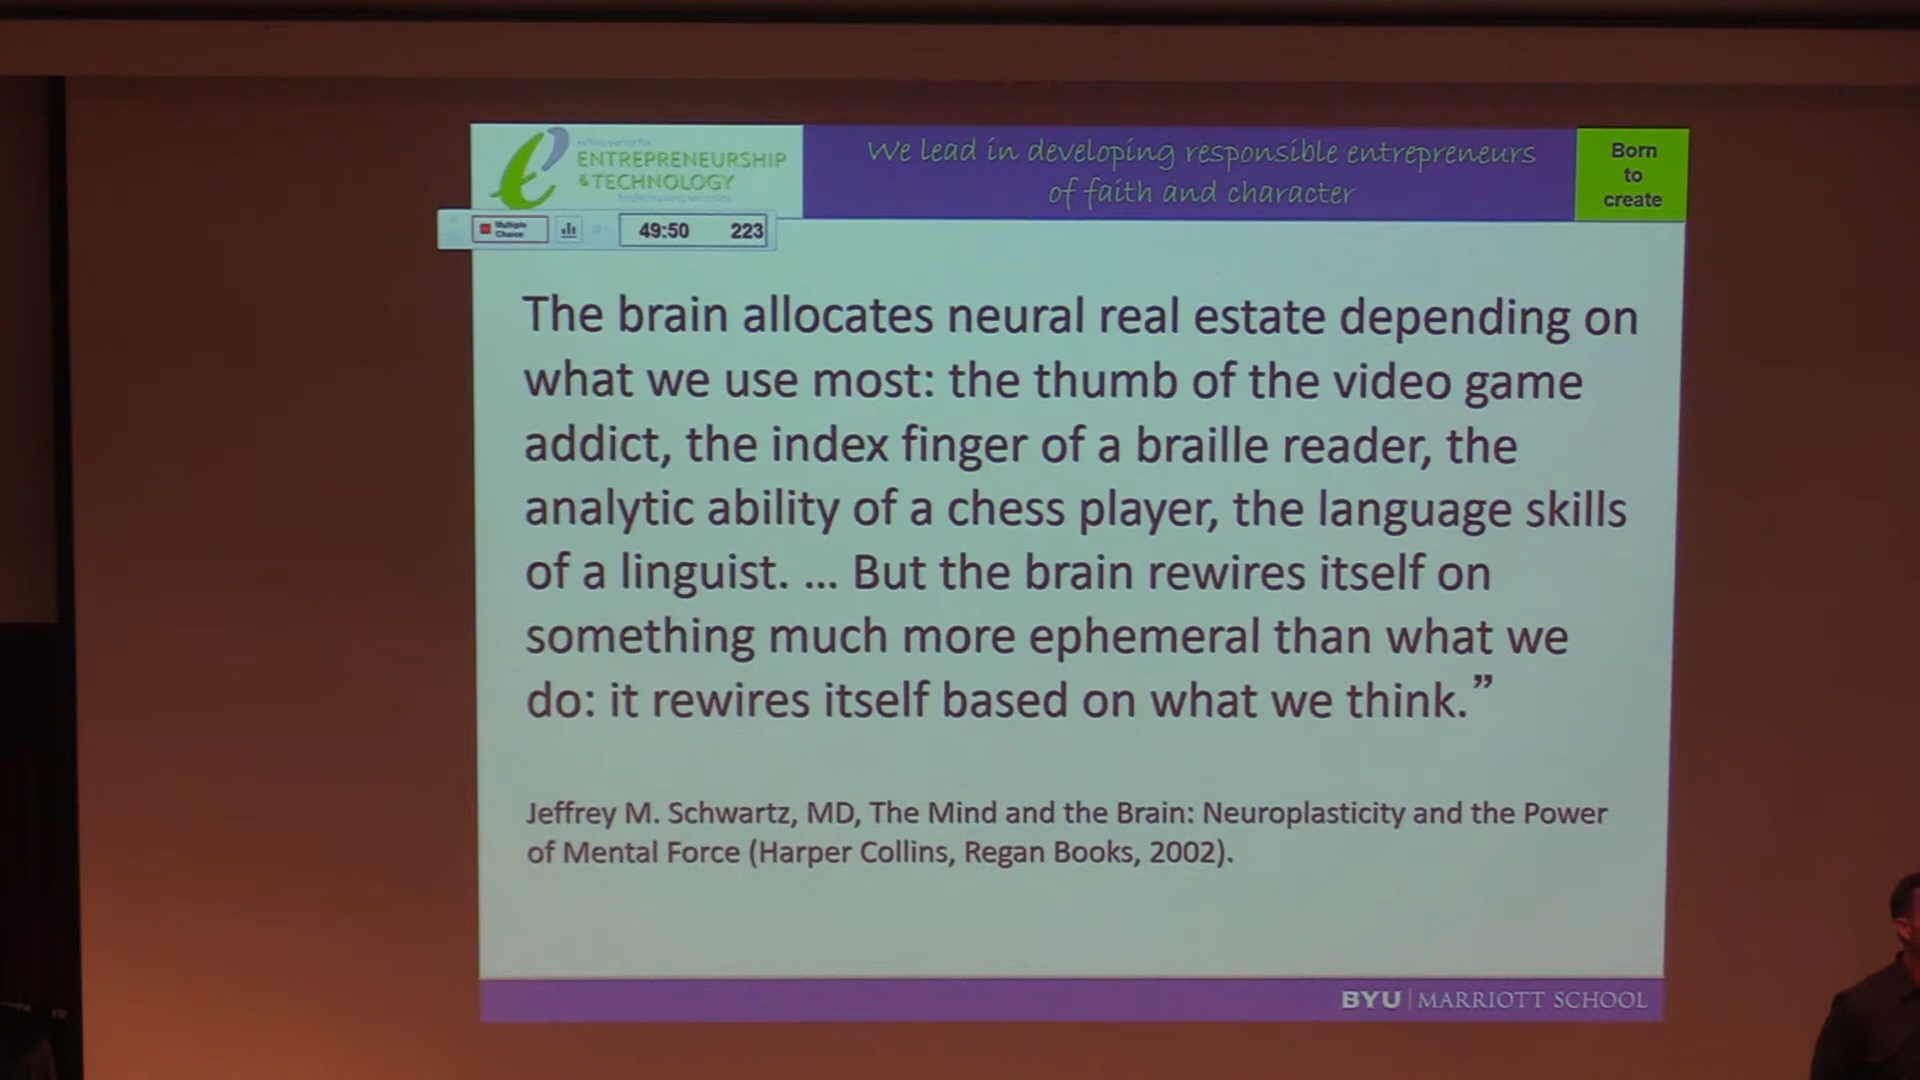 ENTREPRENEURSHIP
& TECHNOLOGY
We lead in developing responsible entrepreneurs
of faith and character
Born
to
create
Multiple
Choice
49:50 223
The brain allocates neural real estate depending on
what we use most: the thumb of the video game
addict, the index finger of a braille reader, the
analytic ability of a chess player, the language skills
of a linguist. ... But the brain rewires itself on
something much more ephemeral than what we
do: it rewires itself based on what we think.”
Jeffrey M. Schwartz, MD, The Mind and the Brain: Neuroplasticity and the Power
of Mental Force (Harper Collins, Regan Books, 2002).
BYU | MARRIOTT SCHOOL